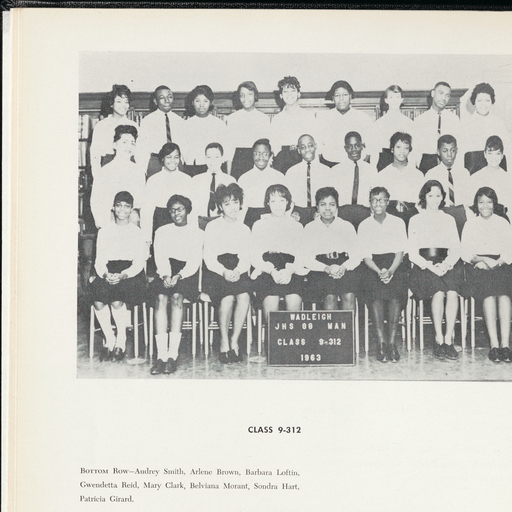 WADLEIGH
JHS 88 MAN
CLASS 9-312
1963
CLASS 9-312
BOTTOM ROW—Audrey Smith, Arlene Brown, Barbara Loftin,
Gwendetta Reid, Mary Clark, Belviana Morant, Sondra Hart,
Patricia Girard.